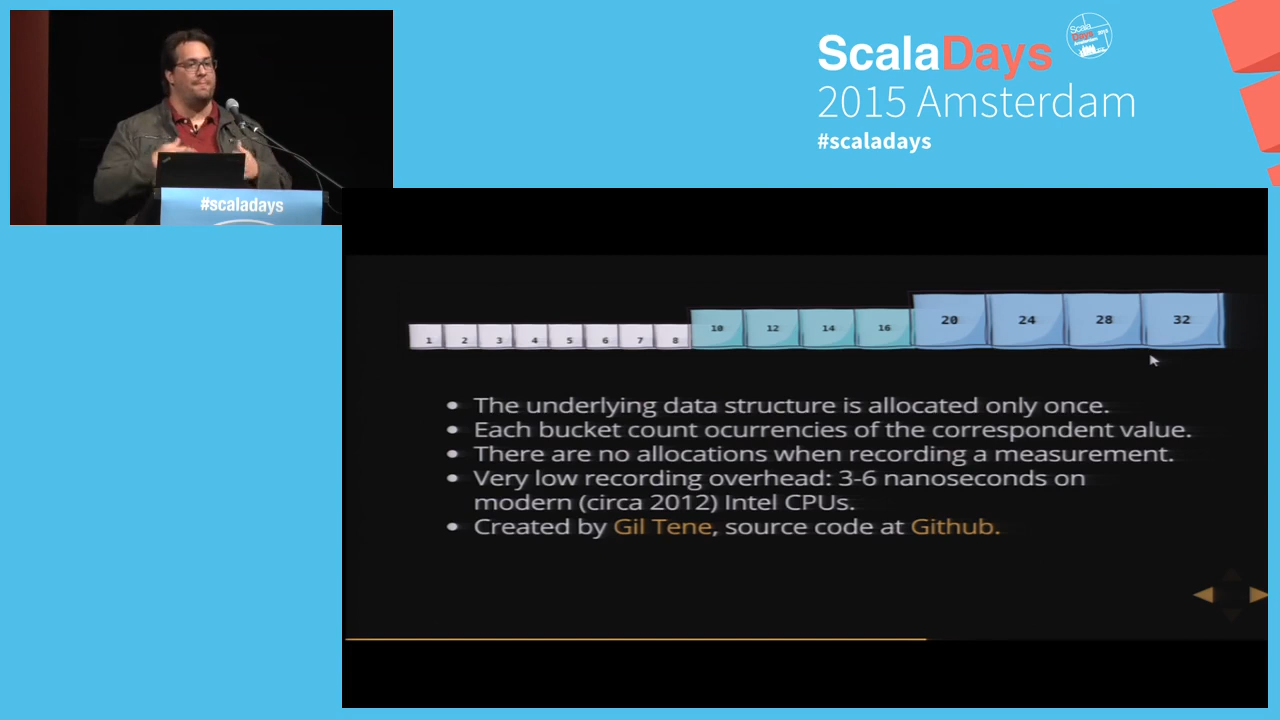 ScalaDays
2015 Amsterdam
#scaladays
#scaladays
1 2 3 4 5 6 7 8 10 12 14 16 20 24 28 32
• The underlying data structure is allocated only once.
• Each bucket count ocurrencies of the correspondent value.
• There are no allocations when recording a measurement.
• Very low recording overhead: 3-6 nanoseconds on
modern (circa 2012) Intel CPUs.
• Created by Gil Tene, source code at Github.